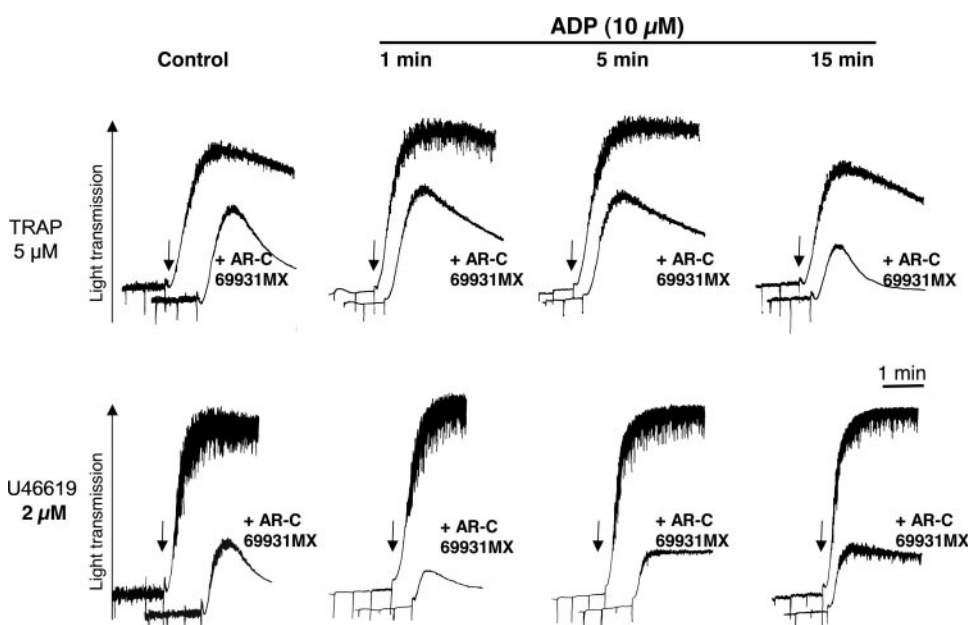 ADP (10 µM)
Control
1 min
5 min
15 min
Light transmission
TRAP
5 µM
+ AR-C
69931MX
+ AR-C
69931MX
+ AR-C
69931MX
+ AR-C
69931MX
1 min
Light transmission
U46619
2 µM
+ AR-C
69931MX
+ AR-C
69931MX
+ AR-C
69931MX
+ AR-C
69931MX